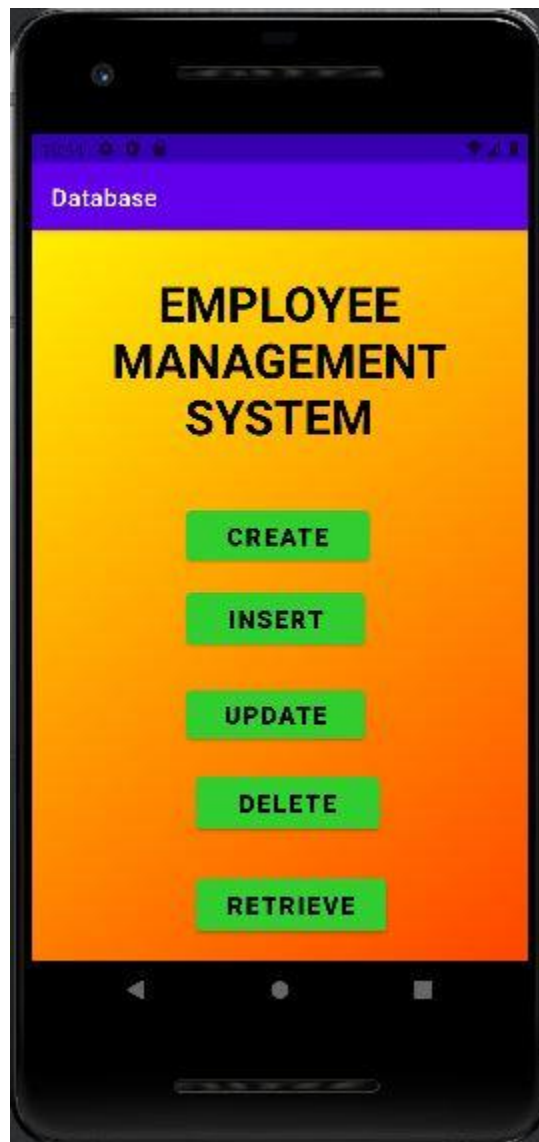 Database
EMPLOYEE
MANAGEMENT
SYSTEM
CREATE
INSERT
UPDATE
DELETE
RETRIEVE